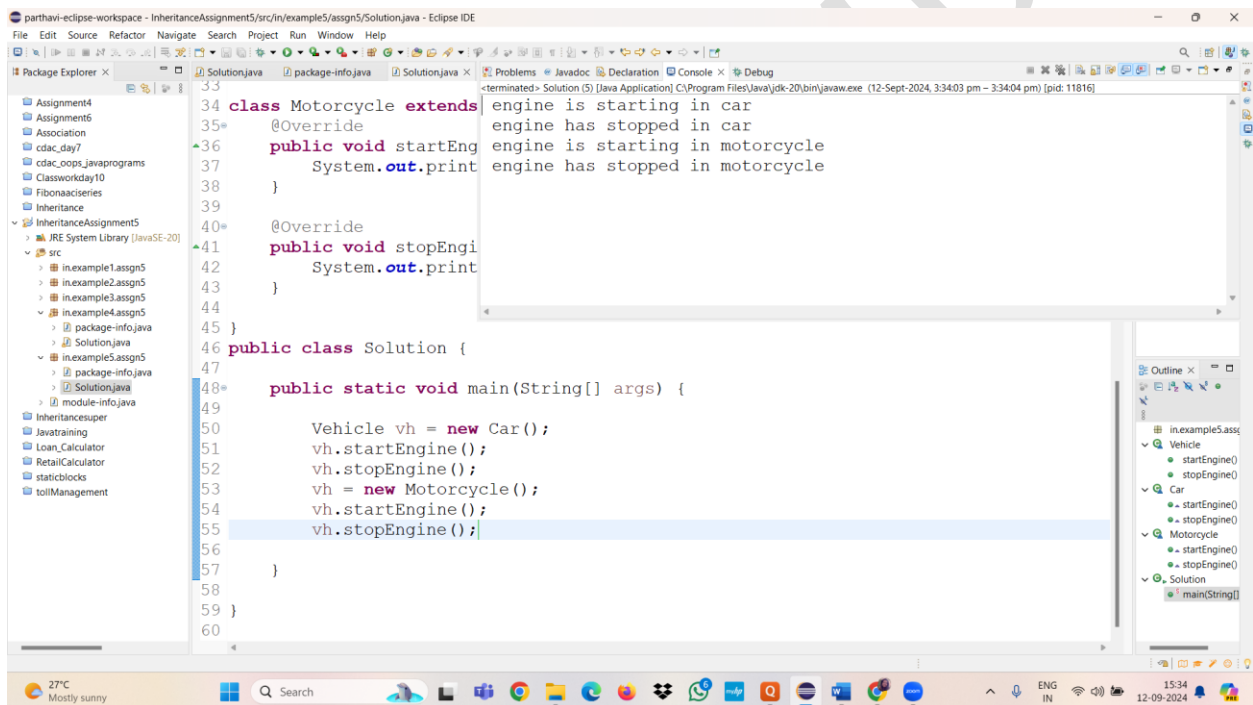 parthavi-eclipse-workspace - InheritanceAssignment5/src/in/example5/assgn5/Solution.java - Eclipse IDE
File Edit Source Refactor Navigate Search Project Run Window Help
Package Explorer
Solution.java package-info.java Solution.java Problems Javadoc Declaration Console Debug
<terminated> Solution (5) [Java Application] C:\Program Files\Java\jdk-20\bin\javaw.exe (12-Sept-2024, 3:34:03 pm – 3:34:04 pm) [pid: 11816]
engine is starting in car
engine has stopped in car
engine is starting in motorcycle
engine has stopped in motorcycle
Assignment4
Assignment6
Association
cdac_day7
cdac_oops_javaprograms
Classworkday10
Fibonaaciseries
Inheritance
InheritanceAssignment5
JRE System Library [JavaSE-20]
src
in.example1.assgn5
in.example2.assgn5
in.example3.assgn5
in.example4.assgn5
package-info.java
Solution.java
in.example5.assgn5
package-info.java
Solution.java
module-info.java
Inheritancesuper
Javatraining
Loan_Calculator
RetailCalculator
staticblocks
tollManagement
33
34 class Motorcycle extends
35 @Override
36 public void startEng
37 System.out.print
38 }
39
40 @Override
41 public void stopEngi
42 System.out.print
43 }
44
45 }
46 public class Solution {
47
48 public static void main(String[] args) {
49
50 Vehicle vh = new Car();
51 vh.startEngine();
52 vh.stopEngine();
53 vh = new Motorcycle();
54 vh.startEngine();
55 vh.stopEngine();
56
57 }
58
59 }
60
Outline
in.example5.assg
Vehicle
startEngine()
stopEngine()
Car
startEngine()
stopEngine()
Motorcycle
startEngine()
stopEngine()
Solution
main(String[]
27°C
Mostly sunny
Search
ENG
IN
15:34
12-09-2024